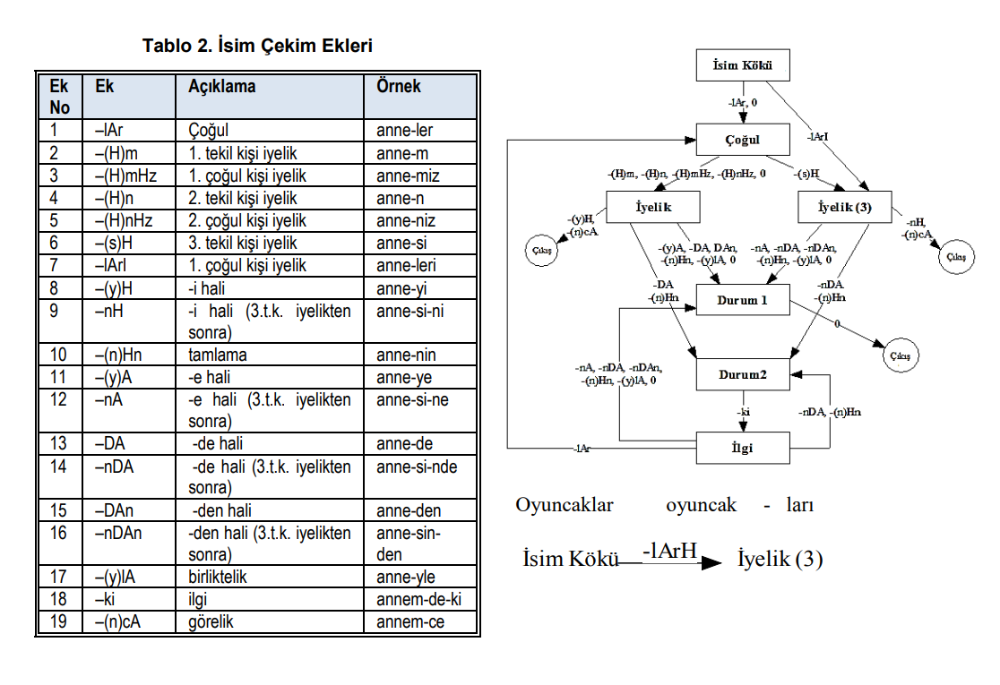 Tablo 2. İsim Çekim Ekleri
Ek No Ek Açıklama Örnek
1 –lAr Çoğul anne-ler
2 –(H)m 1. tekil kişi iyelik anne-m
3 –(H)mHz 1. çoğul kişi iyelik anne-miz
4 –(H)n 2. tekil kişi iyelik anne-n
5 –(H)nHz 2. çoğul kişi iyelik anne-niz
6 –(s)H 3. tekil kişi iyelik anne-si
7 –lArI 1. çoğul kişi iyelik anne-leri
8 –(y)H -i hali anne-yi
9 –nH -i hali (3.t.k. iyelikten sonra) anne-si-ni
10 –(n)Hn tamlama anne-nin
11 –(y)A -e hali anne-ye
12 –nA -e hali (3.t.k. iyelikten sonra) anne-si-ne
13 –DA -de hali anne-de
14 –nDA -de hali (3.t.k. iyelikten sonra) anne-si-nde
15 –DAn -den hali anne-den
16 –nDAn -den hali (3.t.k. iyelikten sonra) anne-sin-den
17 –(y)lA birliktelik anne-yle
18 –ki ilgi annem-de-ki
19 –(n)cA görelik annem-ce
İsim Kökü
-lAr, 0
-lArI
Çoğul
-(H)m, -(H)n, -(H)mHz, -(H)nHz, 0
-(s)H
İyelik
İyelik (3)
-(y)H,
-(n)cA
Çıkış
-nH,
-(n)cA
Çıkış
-(y)A, -DA, DAn,
-(n)Hn, -(y)lA, 0
-nA, -nDA, -nDAn,
-(n)Hn, -(y)lA, 0
-DA
-(n)Hn
-nDA
-(n)Hn
Durum 1
0
Çıkış
-nA, -nDA, -nDAn,
-(n)Hn, -(y)lA, 0
Durum2
-ki
-nDA, -(n)Hn
İlgi
-lAr
Oyuncaklar oyuncak - ları
İsim Kökü -lArH İyelik (3)